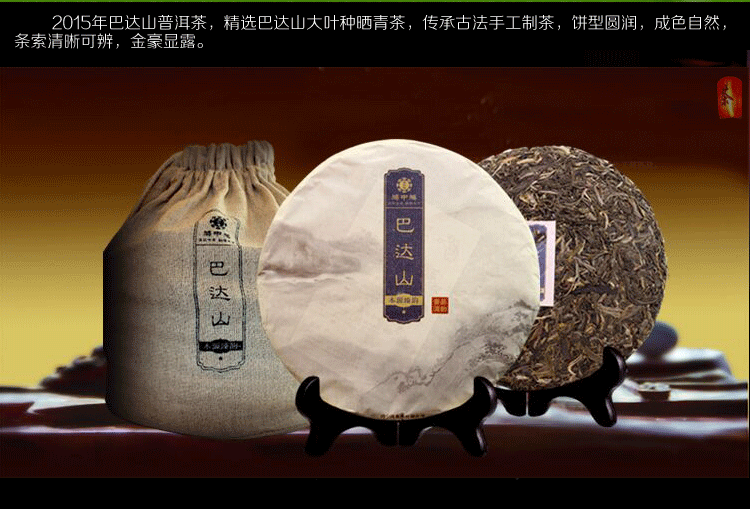 2015年巴达山普洱茶，精选巴达山大叶种晒青茶，传承古法手工制茶，饼型圆润，成色自然，
条索清晰可辨，金豪显露。
巴达山
巴达山